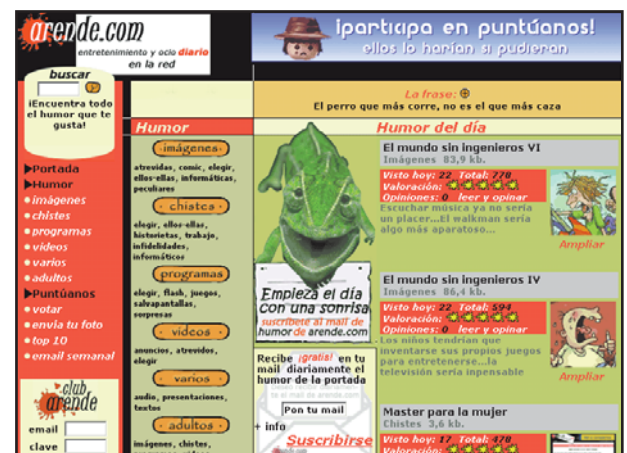 arende.com
entretenimiento y ocio diario
en la red
¡participa en puntúanos!
ellos lo harían si pudieran
buscar
¡Encuentra todo
el humor que te
gusta!
La frase:
El perro que más corre, no es el que más caza
Portada
Humor
imágenes
chistes
programas
vídeos
varios
adultos
Puntúanos
votar
envia tu foto
top 10
email semanal
club
arende
email
clave
Humor
imágenes
atrevidas, comic, elegir,
ellos-ellas, informáticas,
peculiares
chistes
elegir, ellos-ellas,
historietas, trabajo,
infidelidades,
informáticos
programas
elegir, flash, juegos,
salvapantallas,
sorpresas
vídeos
anuncios, atrevidos,
elegir
varios
audio, presentaciones,
textos
adultos
imágenes, chistes,
Humor del día
Empieza el día
con una sonrisa
suscribete al mail de
humor de arende.com
Recibe ¡gratis! en tu
mail diariamente el
humor de la portada
Pon tu mail
+ info
Suscribirse
El mundo sin ingenieros VI
Imágenes 83,9 kb.
Visto hoy: 22 Total: 778
Valoración:
Opiniones: 0 leer y opinar
Escuchar música ya no sería
un placer...El walkman sería
algo más aparatoso...
Ampliar
El mundo sin ingenieros IV
Imágenes 86,4 kb.
Visto hoy: 22 Total: 594
Valoración:
Opiniones: 0 leer y opinar
Los niños tendrían que
inventarse sus propios juegos
para entretenerse...la
televisión sería inpensable
Ampliar
Master para la mujer
Chistes 3,6 kb.
Visto hoy: 17 Total: 470
Valoración: